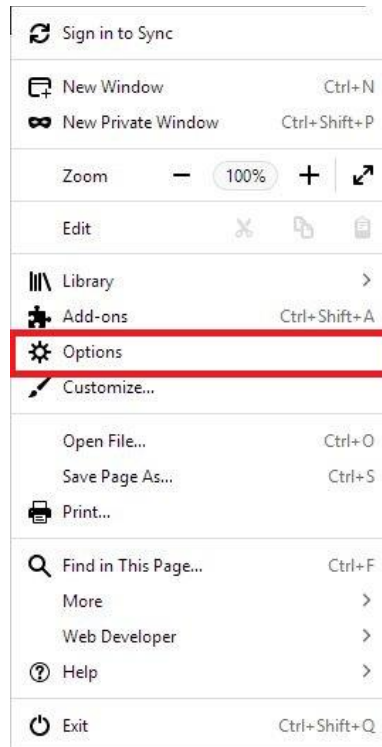 Sign in to Sync
New Window Ctrl+N
New Private Window Ctrl+Shift+P
Zoom − 100% +
Edit
Library >
Add-ons Ctrl+Shift+A
Options
Customize...
Open File... Ctrl+O
Save Page As... Ctrl+S
Print...
Find in This Page... Ctrl+F
More >
Web Developer >
Help >
Exit Ctrl+Shift+Q